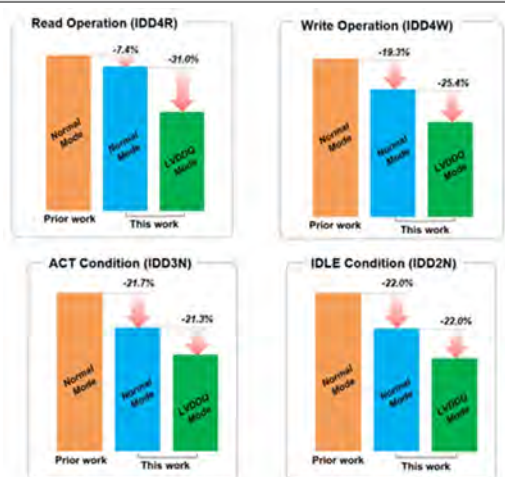 Read Operation (IDD4R)
-7.4%
-31.0%
Normal
Mode
Normal
Mode
LVDDQ
Mode
Prior work
This work
Write Operation (IDD4W)
-19.3%
-25.4%
Normal
Mode
Normal
Mode
LVDDQ
Mode
Prior work
This work
ACT Condition (IDD3N)
-21.7%
-21.3%
Normal
Mode
Normal
Mode
LVDDQ
Mode
Prior work
This work
IDLE Condition (IDD2N)
-22.0%
-22.0%
Normal
Mode
Normal
Mode
LVDDQ
Mode
Prior work
This work